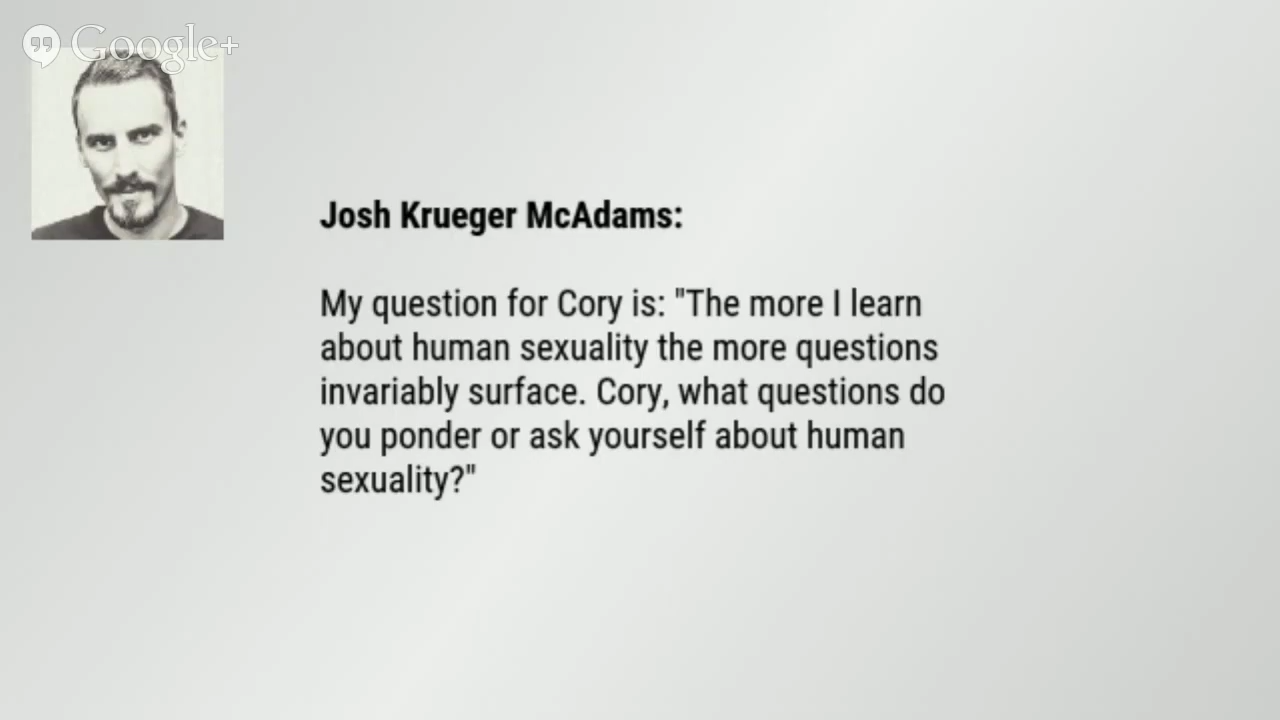 Google+
Josh Krueger McAdams:
My question for Cory is: "The more I learn
about human sexuality the more questions
invariably surface. Cory, what questions do
you ponder or ask yourself about human
sexuality?"